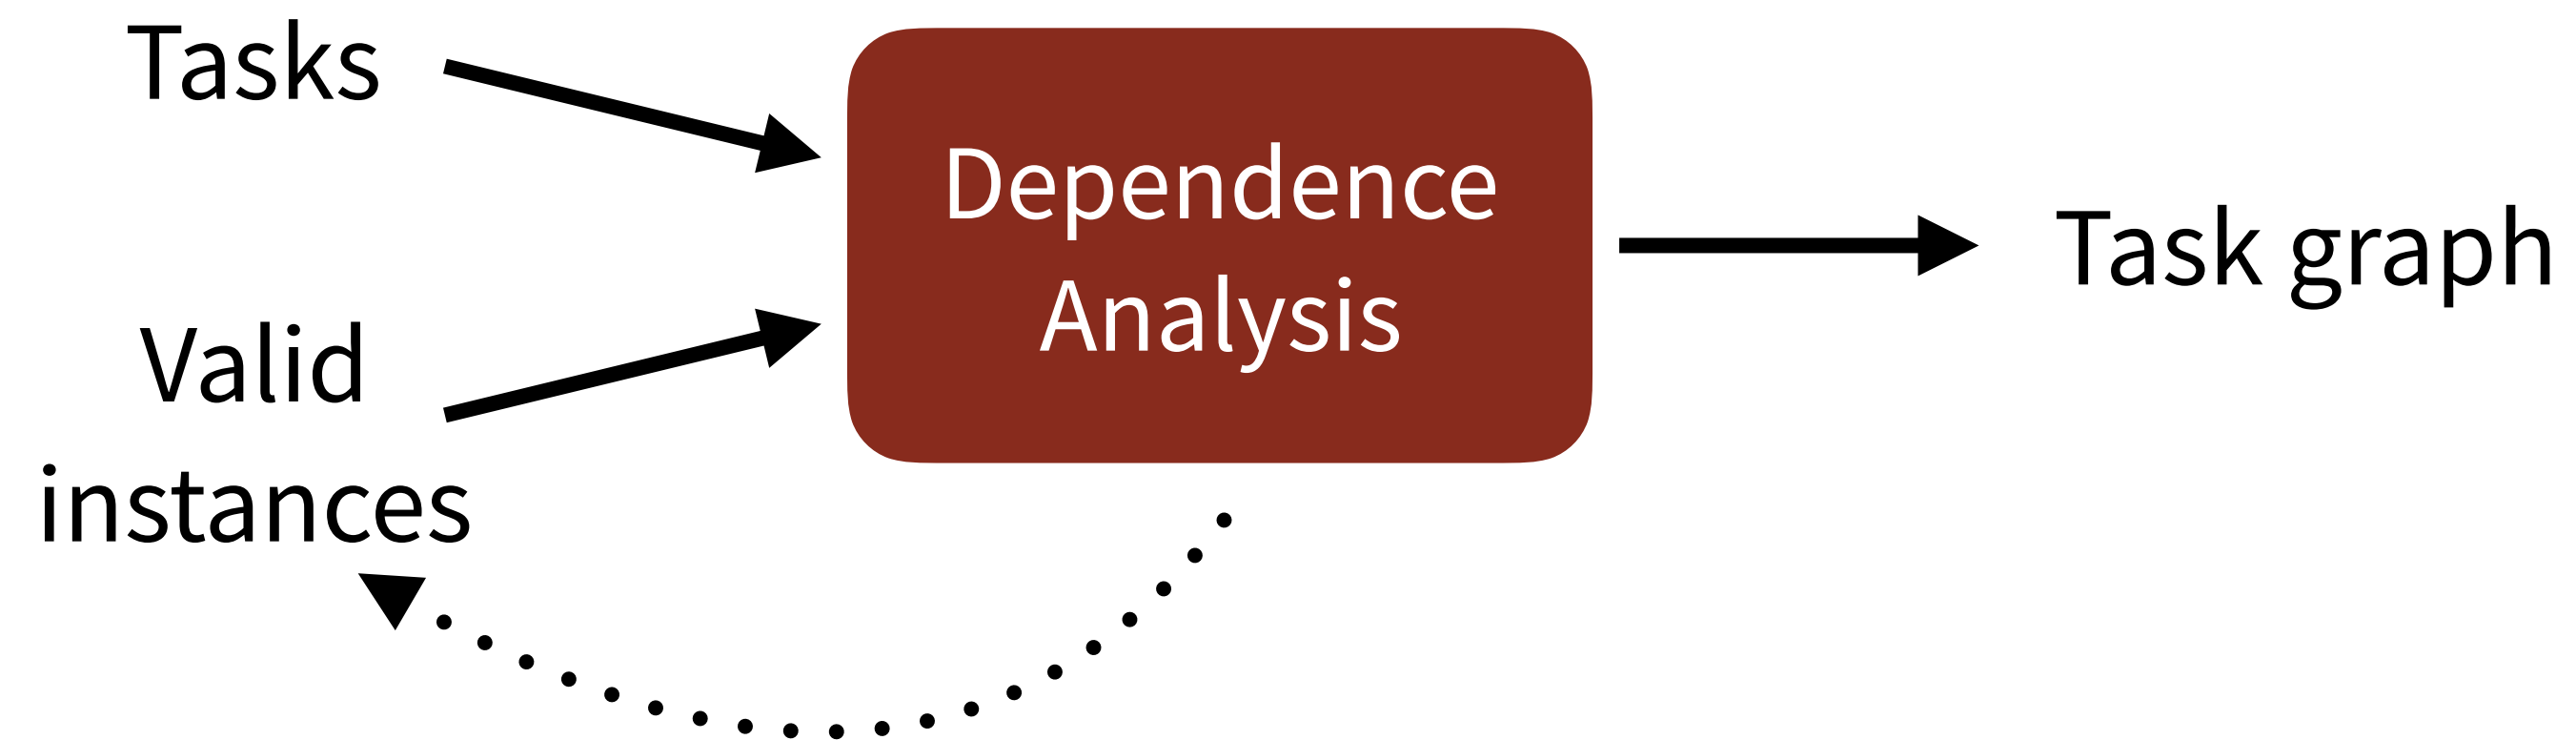 Tasks
Valid
instances
Dependence
Analysis
Task graph